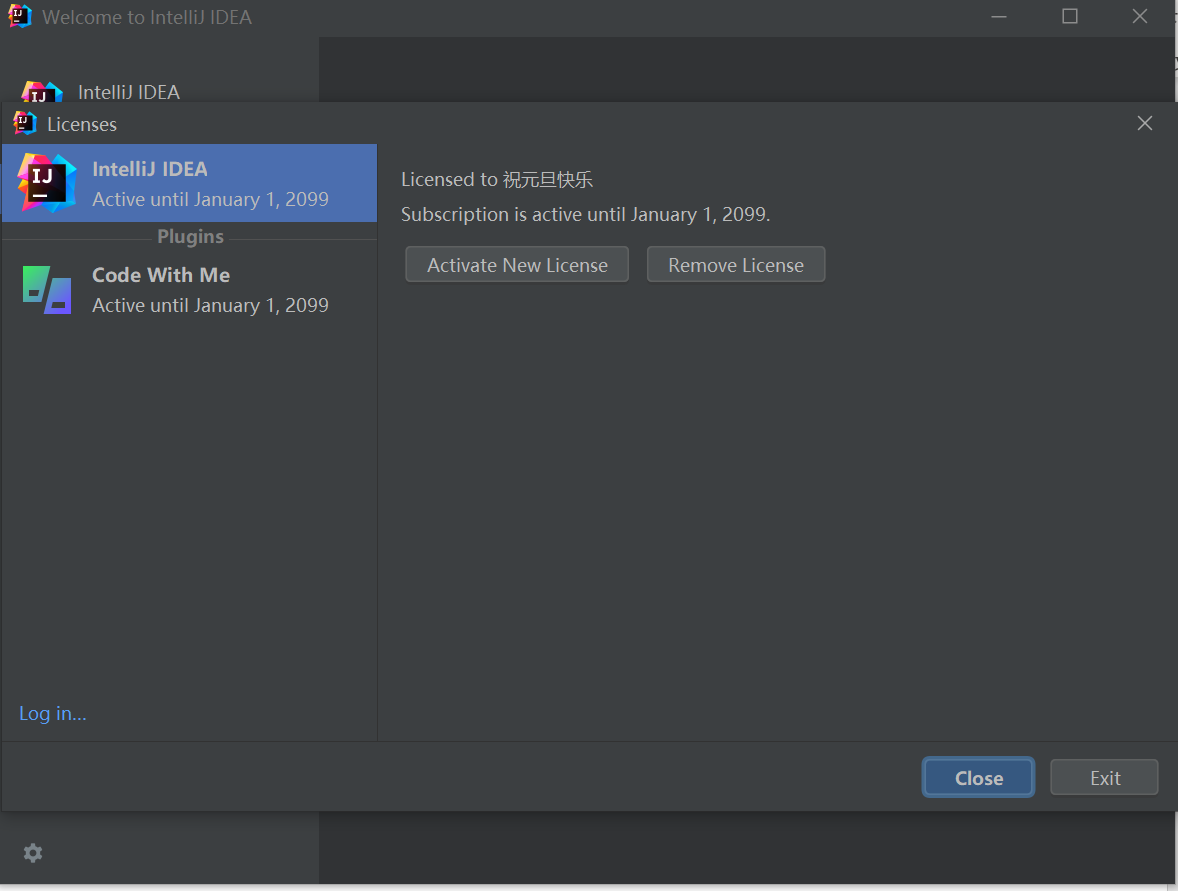 Welcome to IntelliJ IDEA
IntelliJ IDEA
Licenses
IntelliJ IDEA
Active until January 1, 2099
Plugins
Code With Me
Active until January 1, 2099
Log in...
Licensed to 祝元旦快乐
Subscription is active until January 1, 2099.
Activate New License
Remove License
Close
Exit